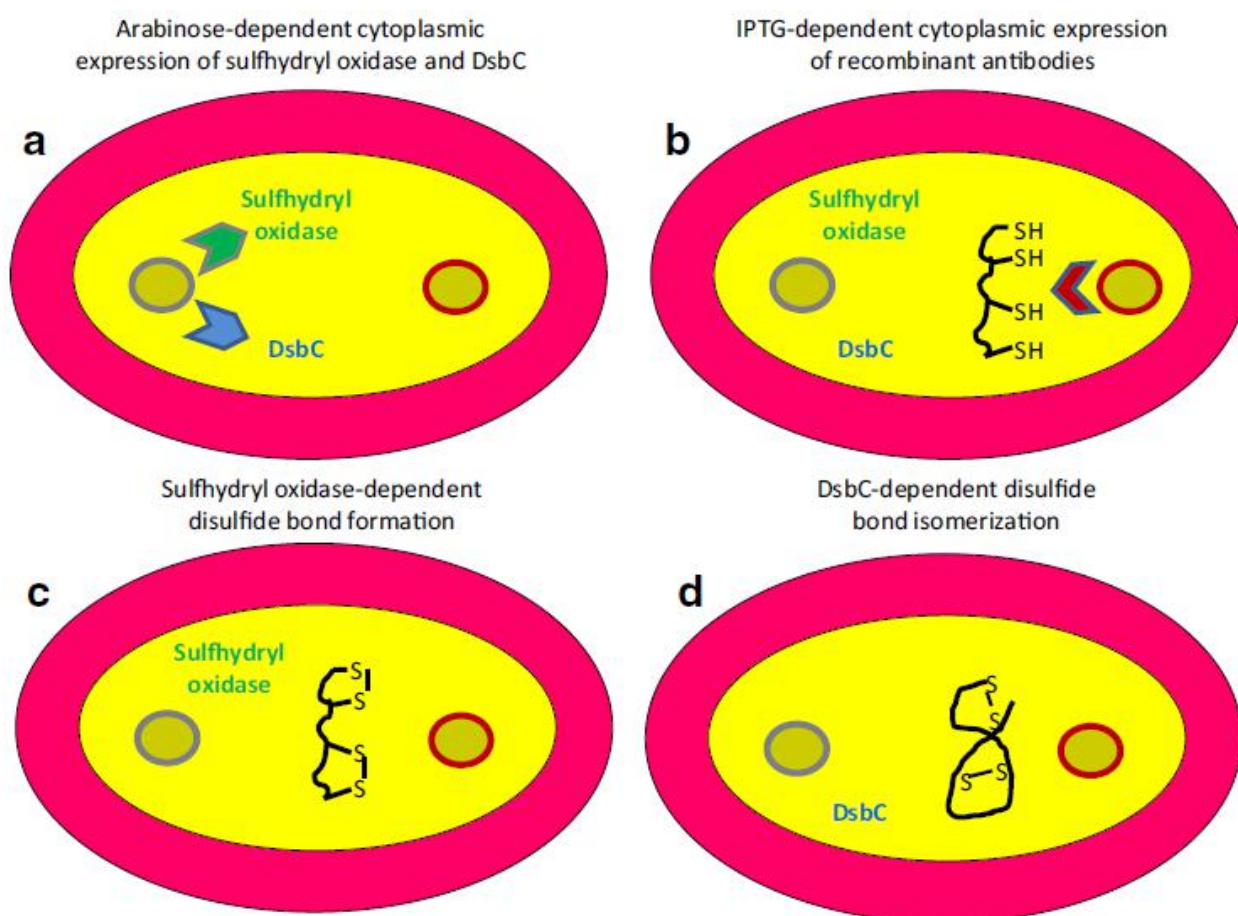 Arabinose-dependent cytoplasmic
expression of sulfhydryl oxidase and DsbC
a
Sulfhydryl
oxidase
DsbC
IPTG-dependent cytoplasmic expression
of recombinant antibodies
b
Sulfhydryl
oxidase
SH
SH
SH
SH
DsbC
Sulfhydryl oxidase-dependent
disulfide bond formation
c
Sulfhydryl
oxidase
S
S
S
S
DsbC-dependent disulfide
bond isomerization
d
S
S
S
S
DsbC